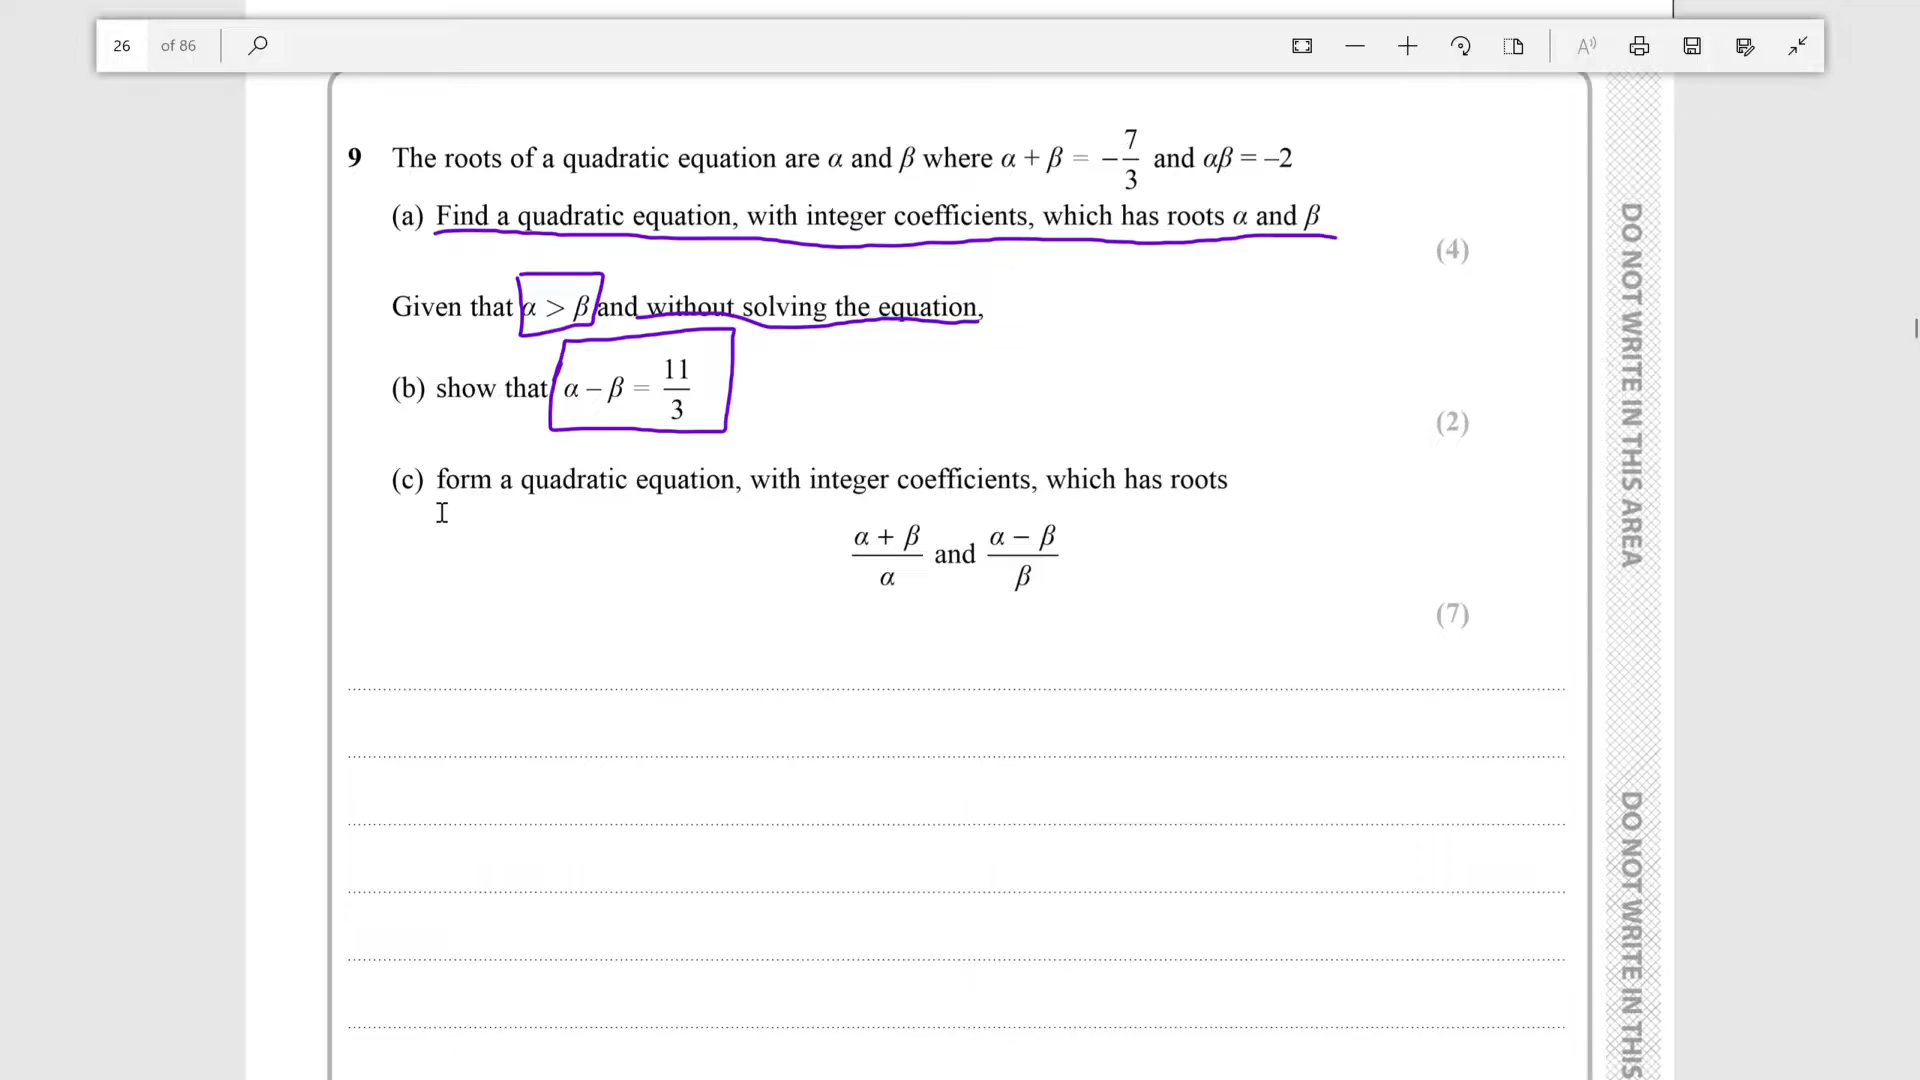 26 of 86
9 The roots of a quadratic equation are α and β where α + β = −7/3 and αβ = −2
(a) Find a quadratic equation, with integer coefficients, which has roots α and β
(4)
Given that α > β and without solving the equation,
(b) show that α − β = 11/3
(2)
(c) form a quadratic equation, with integer coefficients, which has roots
(α + β)/α and (α − β)/β
(7)
DO NOT WRITE IN THIS AREA
DO NOT WRITE IN THIS